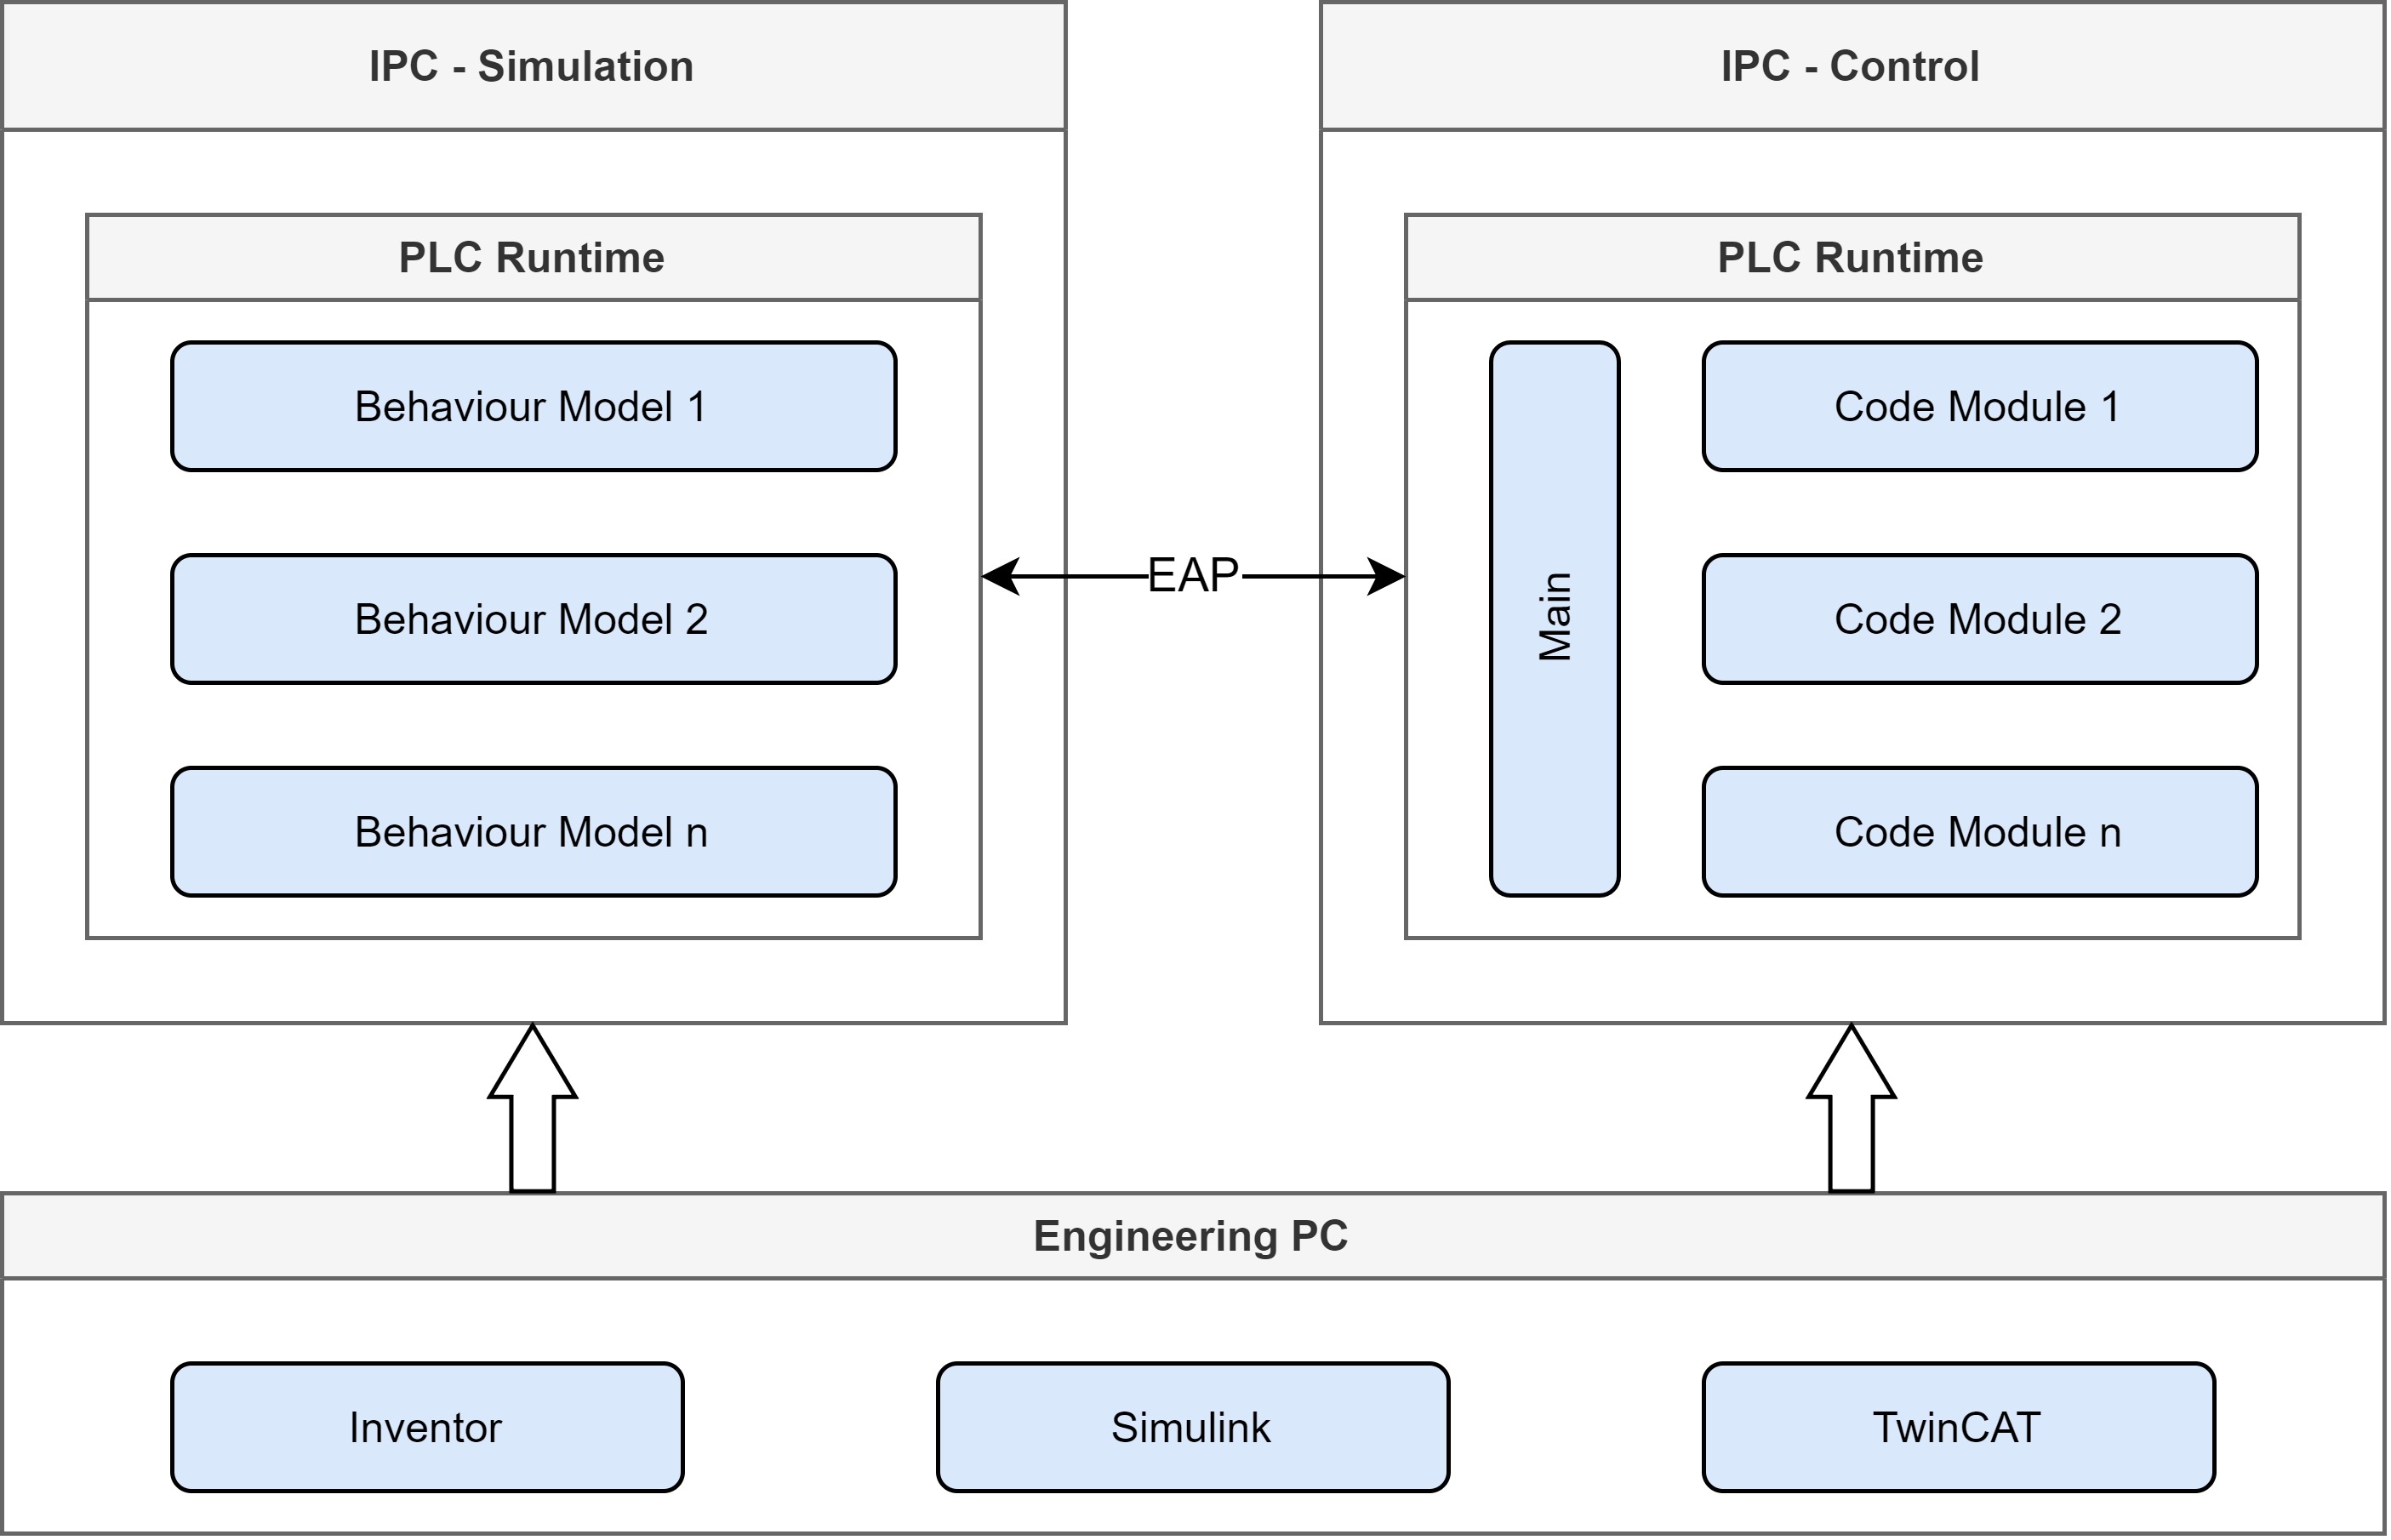 IPC - Simulation
PLC Runtime
Behaviour Model 1
Behaviour Model 2
Behaviour Model n
EAP
IPC - Control
PLC Runtime
Main
Code Module 1
Code Module 2
Code Module n
Engineering PC
Inventor
Simulink
TwinCAT